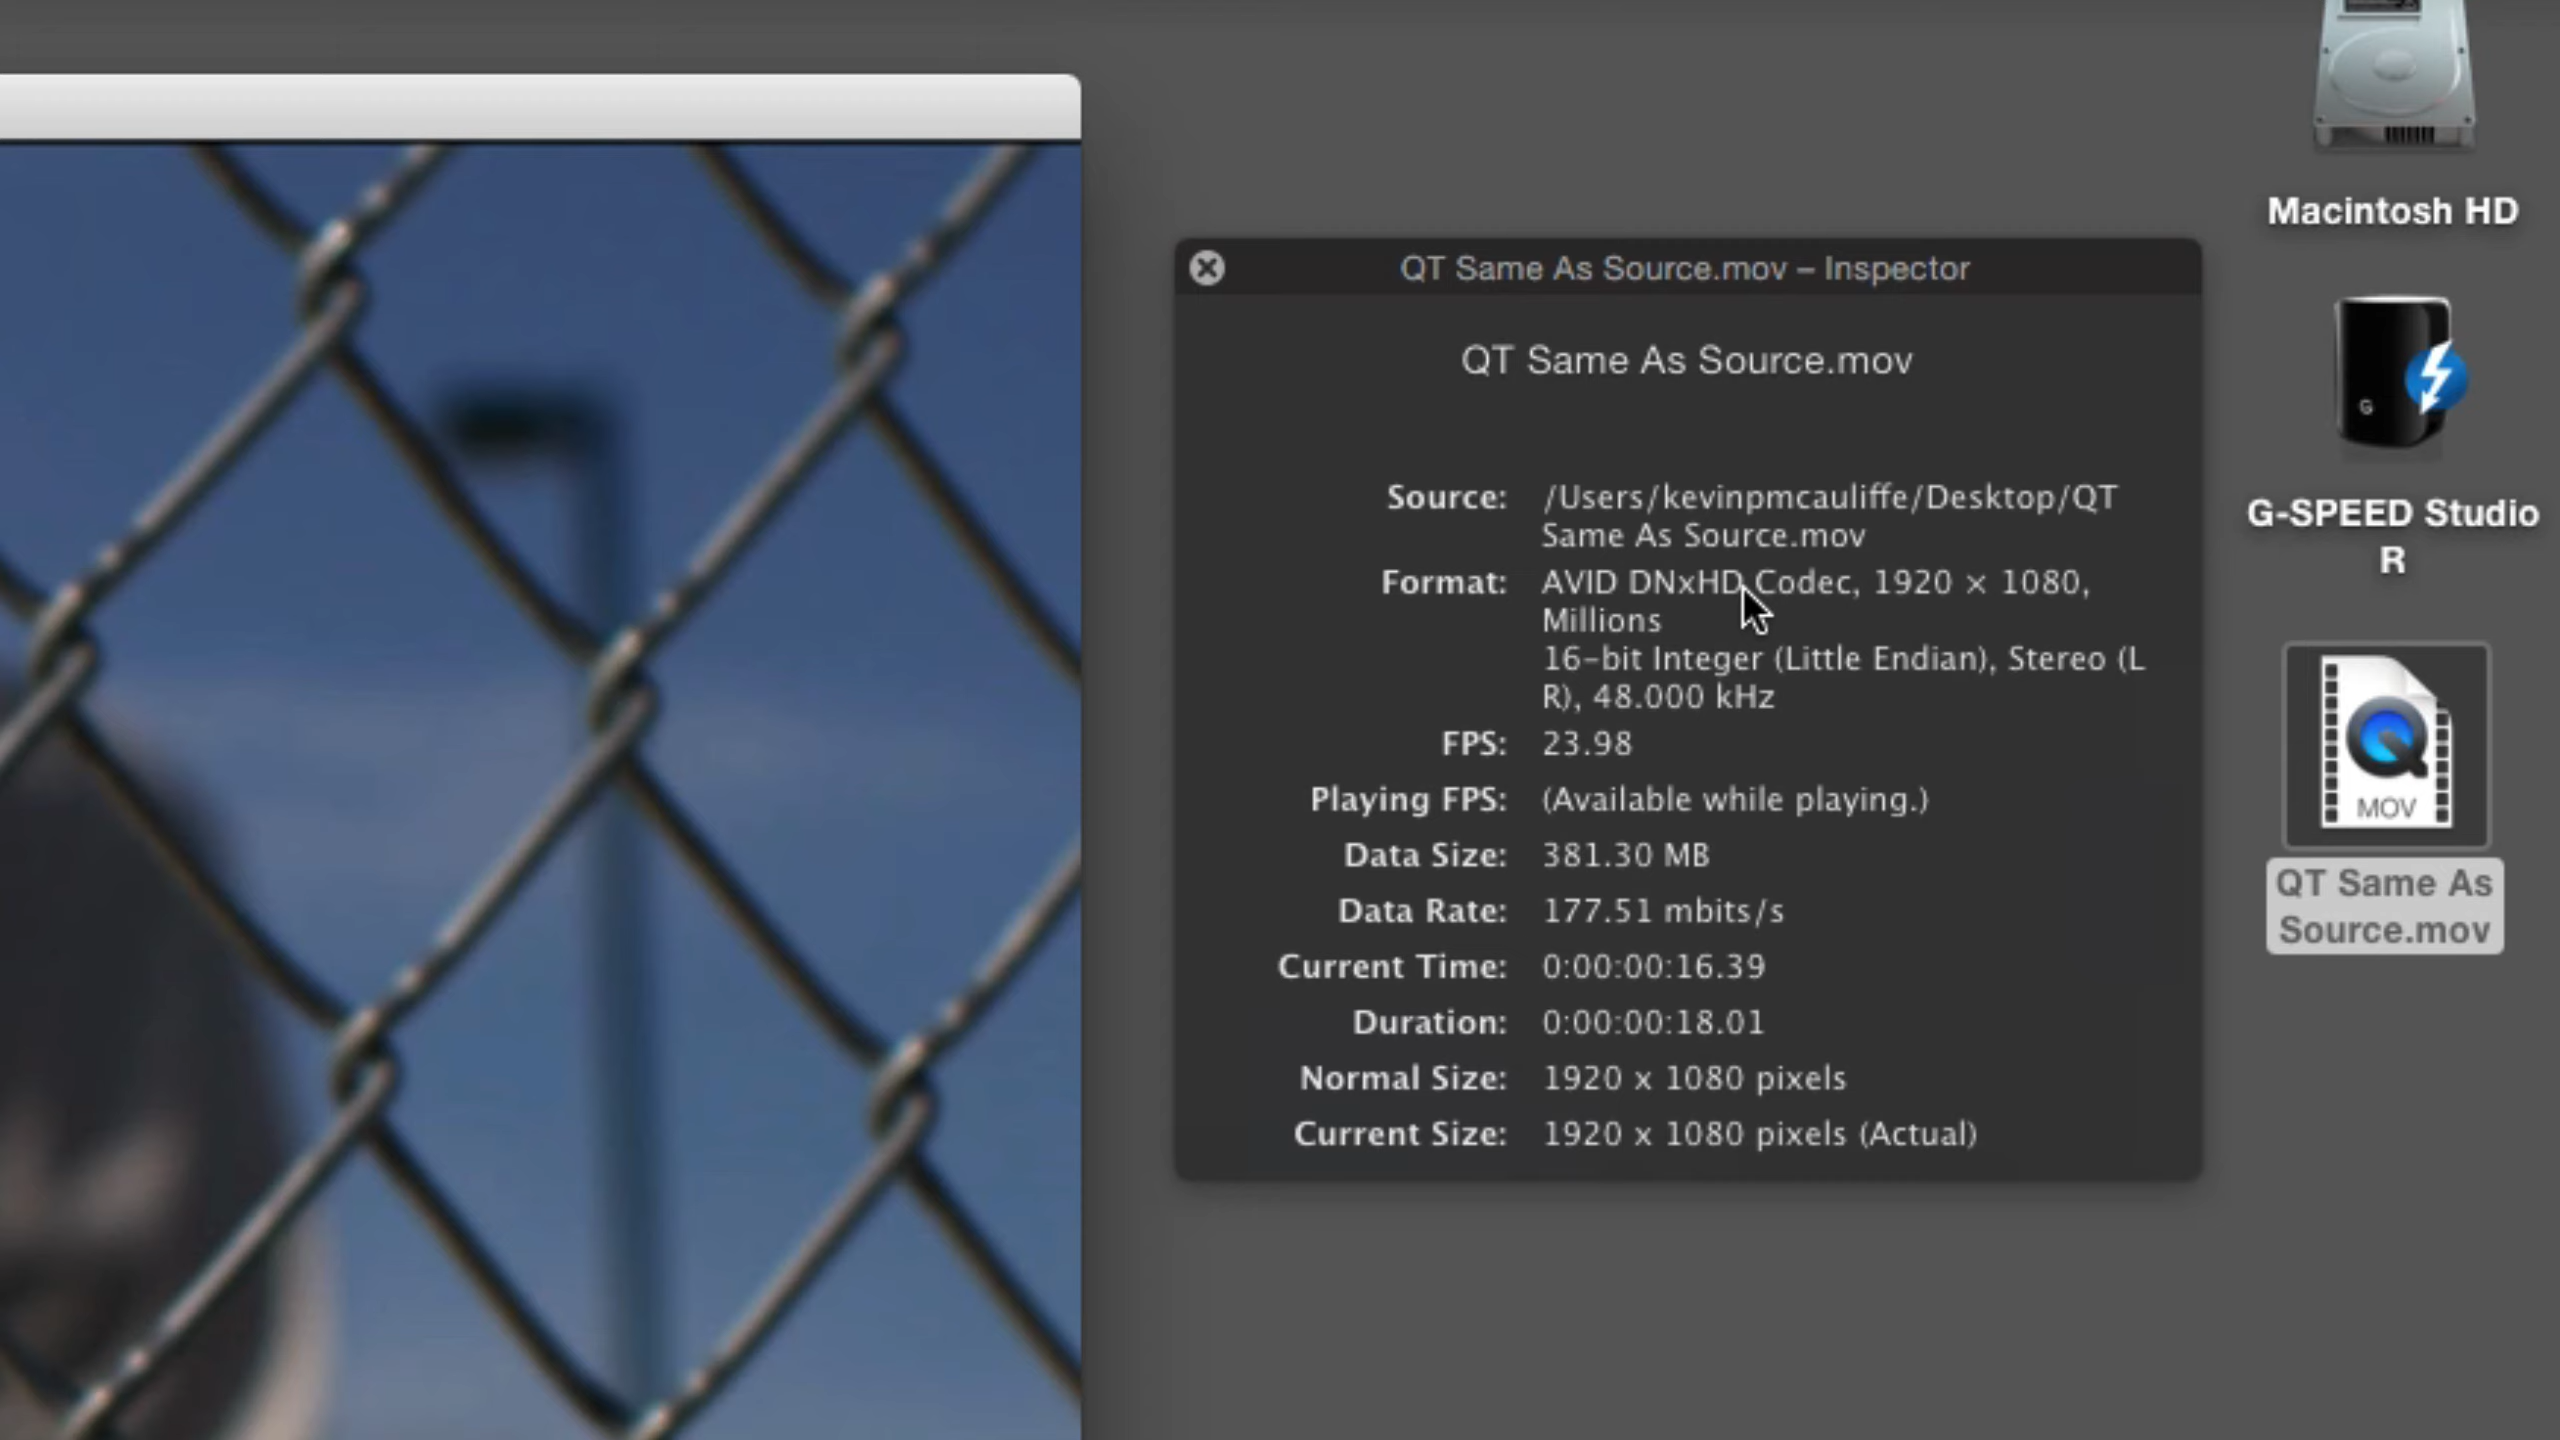 Macintosh HD
QT Same As Source.mov – Inspector
QT Same As Source.mov
Source: /Users/kevinpmcauliffe/Desktop/QT
Same As Source.mov
Format: AVID DNxHD Codec, 1920 × 1080,
Millions
16-bit Integer (Little Endian), Stereo (L
R), 48.000 kHz
FPS: 23.98
Playing FPS: (Available while playing.)
Data Size: 381.30 MB
Data Rate: 177.51 mbits/s
Current Time: 0:00:00:16.39
Duration: 0:00:00:18.01
Normal Size: 1920 x 1080 pixels
Current Size: 1920 x 1080 pixels (Actual)
G
G-SPEED Studio
R
MOV
QT Same As
Source.mov